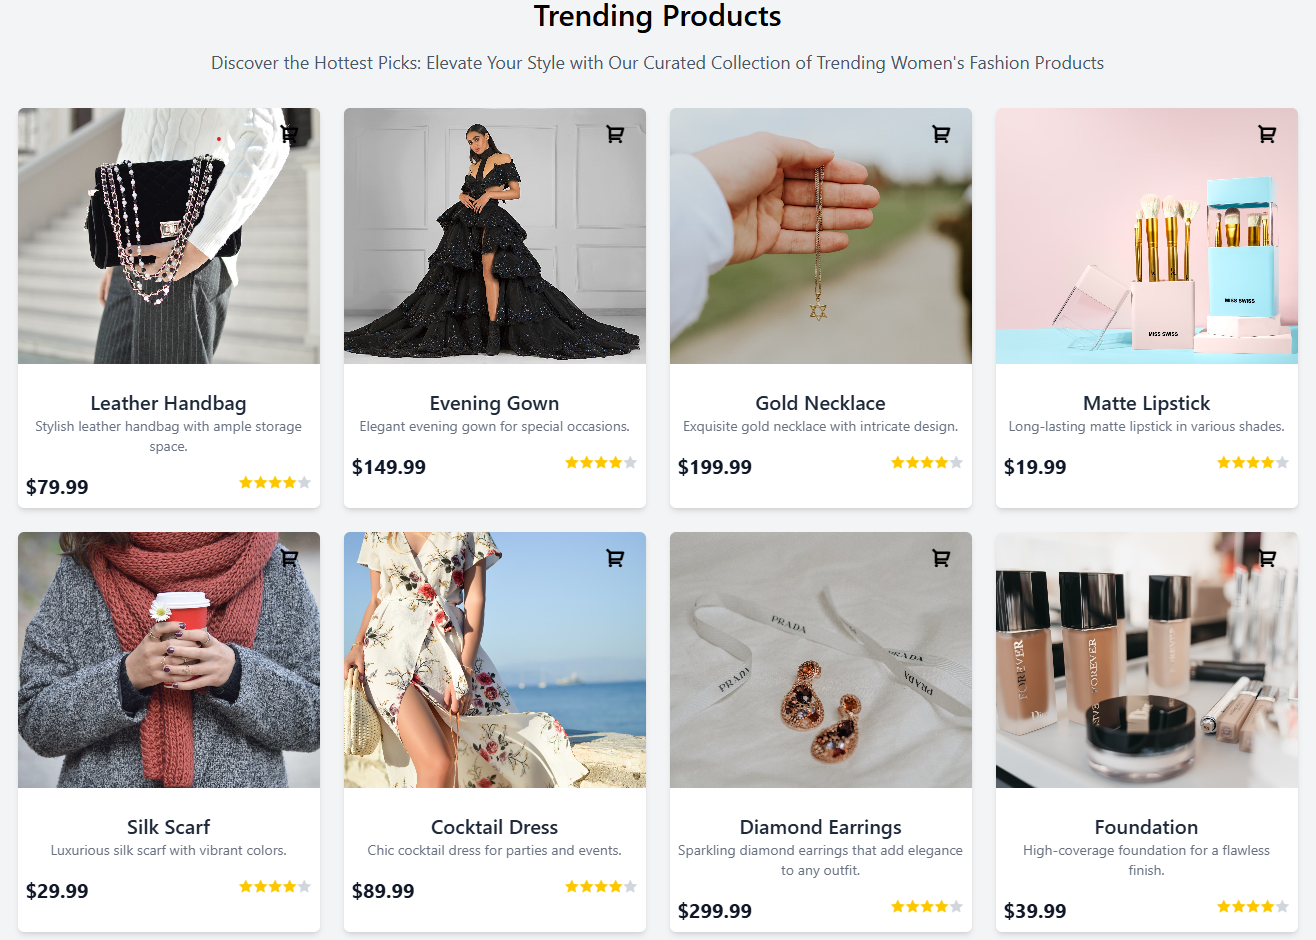 Trending Products
Discover the Hottest Picks: Elevate Your Style with Our Curated Collection of Trending Women's Fashion Products
MISS SWISS
MISS SWISS
Leather Handbag
Stylish leather handbag with ample storage
space.
$79.99
Evening Gown
Elegant evening gown for special occasions.
$149.99
Gold Necklace
Exquisite gold necklace with intricate design.
$199.99
Matte Lipstick
Long-lasting matte lipstick in various shades.
$19.99
PRADA
PRADA
PRADA
PRADA
FOREVER
FOREVER
Silk Scarf
Luxurious silk scarf with vibrant colors.
$29.99
Cocktail Dress
Chic cocktail dress for parties and events.
$89.99
Diamond Earrings
Sparkling diamond earrings that add elegance
to any outfit.
$299.99
Foundation
High-coverage foundation for a flawless
finish.
$39.99